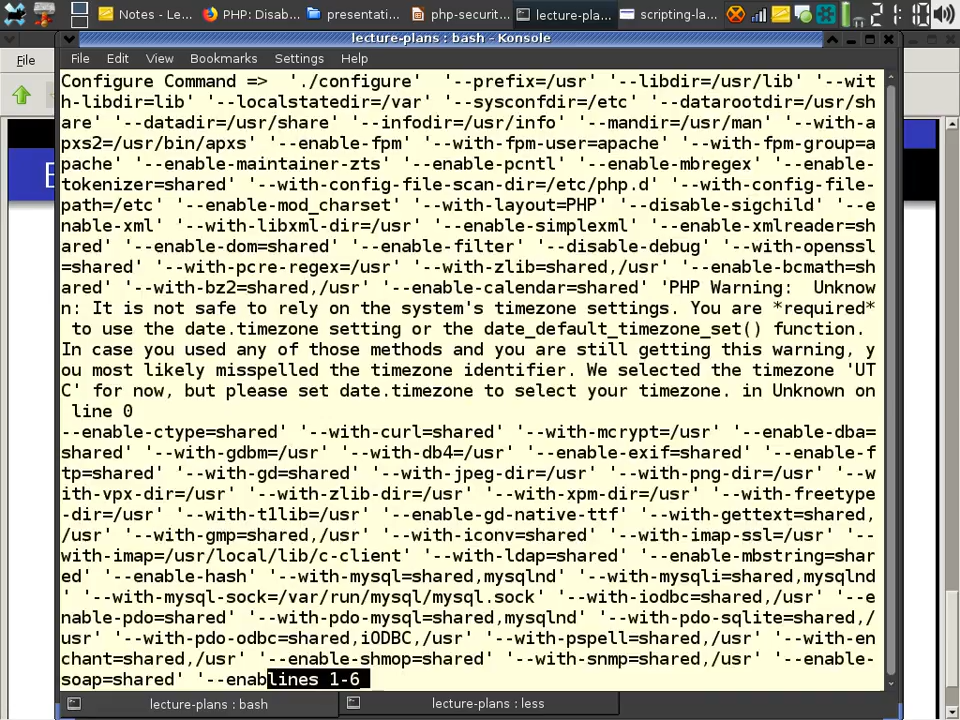 Notes - Le...
PHP: Disab...
presentati...
php-securit...
lecture-pla...
scripting-la...
21:10
lecture-plans : bash - Konsole
File
File Edit View Bookmarks Settings Help
Configure Command =>  './configure' '--prefix=/usr' '--libdir=/usr/lib' '--wit
h-libdir=lib' '--localstatedir=/var' '--sysconfdir=/etc' '--datarootdir=/usr/sh
are' '--datadir=/usr/share' '--infodir=/usr/info' '--mandir=/usr/man' '--with-a
pxs2=/usr/bin/apxs' '--enable-fpm' '--with-fpm-user=apache' '--with-fpm-group=a
pache' '--enable-maintainer-zts' '--enable-pcntl' '--enable-mbregex' '--enable-
tokenizer=shared' '--with-config-file-scan-dir=/etc/php.d' '--with-config-file-
path=/etc' '--enable-mod_charset' '--with-layout=PHP' '--disable-sigchild' '--e
nable-xml' '--with-libxml-dir=/usr' '--enable-simplexml' '--enable-xmlreader=sh
ared' '--enable-dom=shared' '--enable-filter' '--disable-debug' '--with-openssl
=shared' '--with-pcre-regex=/usr' '--with-zlib=shared,/usr' '--enable-bcmath=sh
ared' '--with-bz2=shared,/usr' '--enable-calendar=shared' 'PHP Warning:  Unknow
n: It is not safe to rely on the system's timezone settings. You are *required*
 to use the date.timezone setting or the date_default_timezone_set() function. 
In case you used any of those methods and you are still getting this warning, y
ou most likely misspelled the timezone identifier. We selected the timezone 'UT
C' for now, but please set date.timezone to select your timezone. in Unknown on
 line 0
--enable-ctype=shared' '--with-curl=shared' '--with-mcrypt=/usr' '--enable-dba=
shared' '--with-gdbm=/usr' '--with-db4=/usr' '--enable-exif=shared' '--enable-f
tp=shared' '--with-gd=shared' '--with-jpeg-dir=/usr' '--with-png-dir=/usr' '--w
ith-vpx-dir=/usr' '--with-zlib-dir=/usr' '--with-xpm-dir=/usr' '--with-freetype
-dir=/usr' '--with-t1lib=/usr' '--enable-gd-native-ttf' '--with-gettext=shared,
/usr' '--with-gmp=shared,/usr' '--with-iconv=shared' '--with-imap-ssl=/usr' '--
with-imap=/usr/local/lib/c-client' '--with-ldap=shared' '--enable-mbstring=shar
ed' '--enable-hash' '--with-mysql=shared,mysqlnd' '--with-mysqli=shared,mysqlnd
' '--with-mysql-sock=/var/run/mysql/mysql.sock' '--with-iodbc=shared,/usr' '--e
nable-pdo=shared' '--with-pdo-mysql=shared,mysqlnd' '--with-pdo-sqlite=shared,/
usr' '--with-pdo-odbc=shared,iODBC,/usr' '--with-pspell=shared,/usr' '--with-en
chant=shared,/usr' '--enable-shmop=shared' '--with-snmp=shared,/usr' '--enable-
soap=shared' '--enablines 1-6
lecture-plans : bash
lecture-plans : less